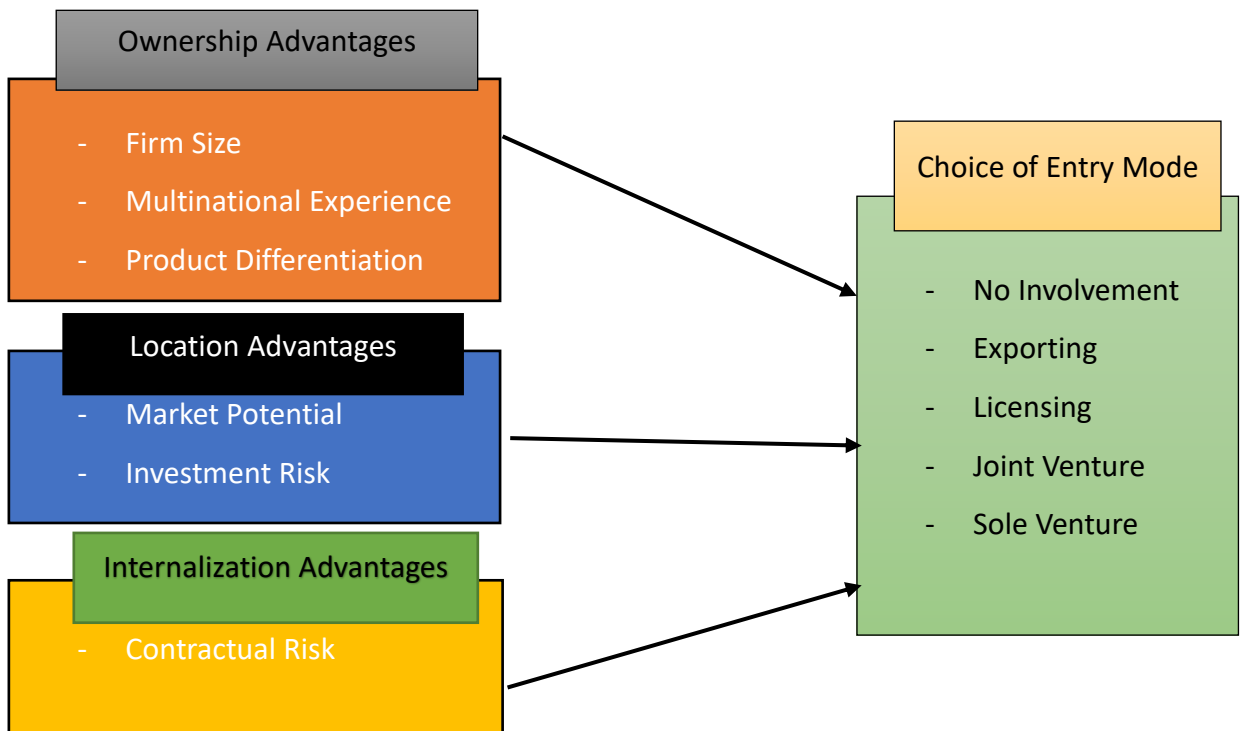 Ownership Advantages
- Firm Size
- Multinational Experience
- Product Differentiation
Location Advantages
- Market Potential
- Investment Risk
Internalization Advantages
- Contractual Risk
Choice of Entry Mode
- No Involvement
- Exporting
- Licensing
- Joint Venture
- Sole Venture